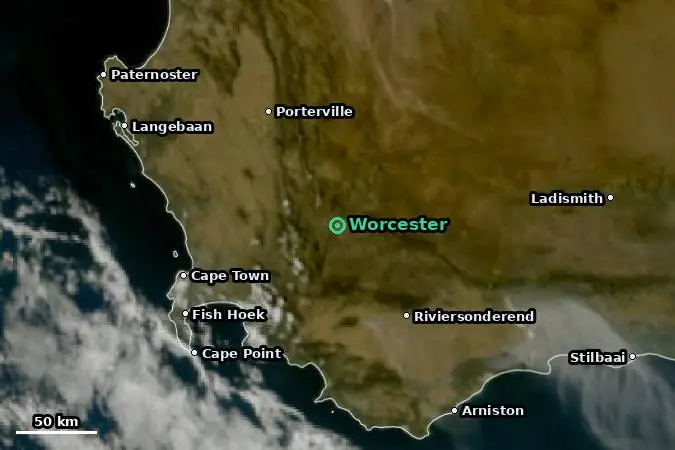 Paternoster
Porterville
Langebaan
Ladismith
Worcester
Cape Town
Fish Hoek
Riviersonderend
Cape Point
Stilbaai
Arniston
50 km